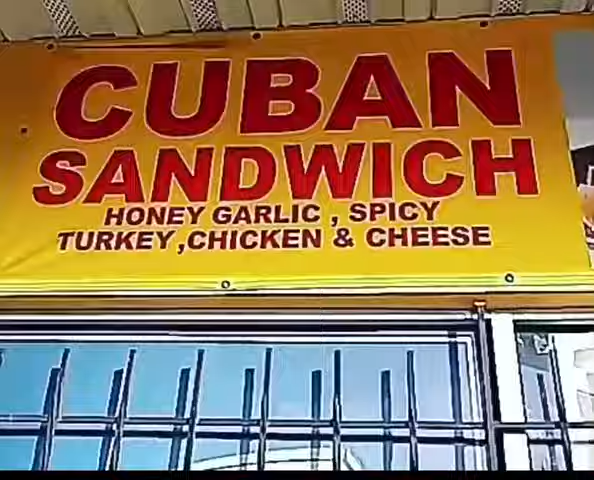 CUBAN
SANDWICH
HONEY GARLIC , SPICY
TURKEY ,CHICKEN & CHEESE